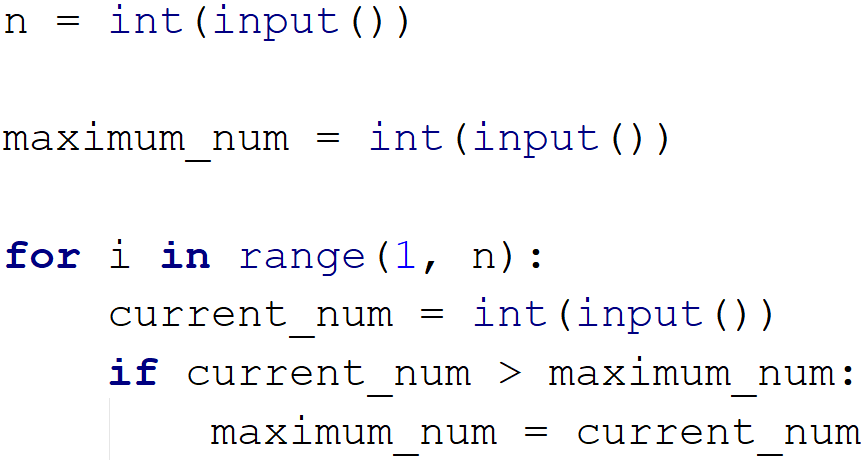 n = int(input())
maximum_num = int(input())
for i in range(1, n):
    current_num = int(input())
    if current_num > maximum_num:
        maximum_num = current_num